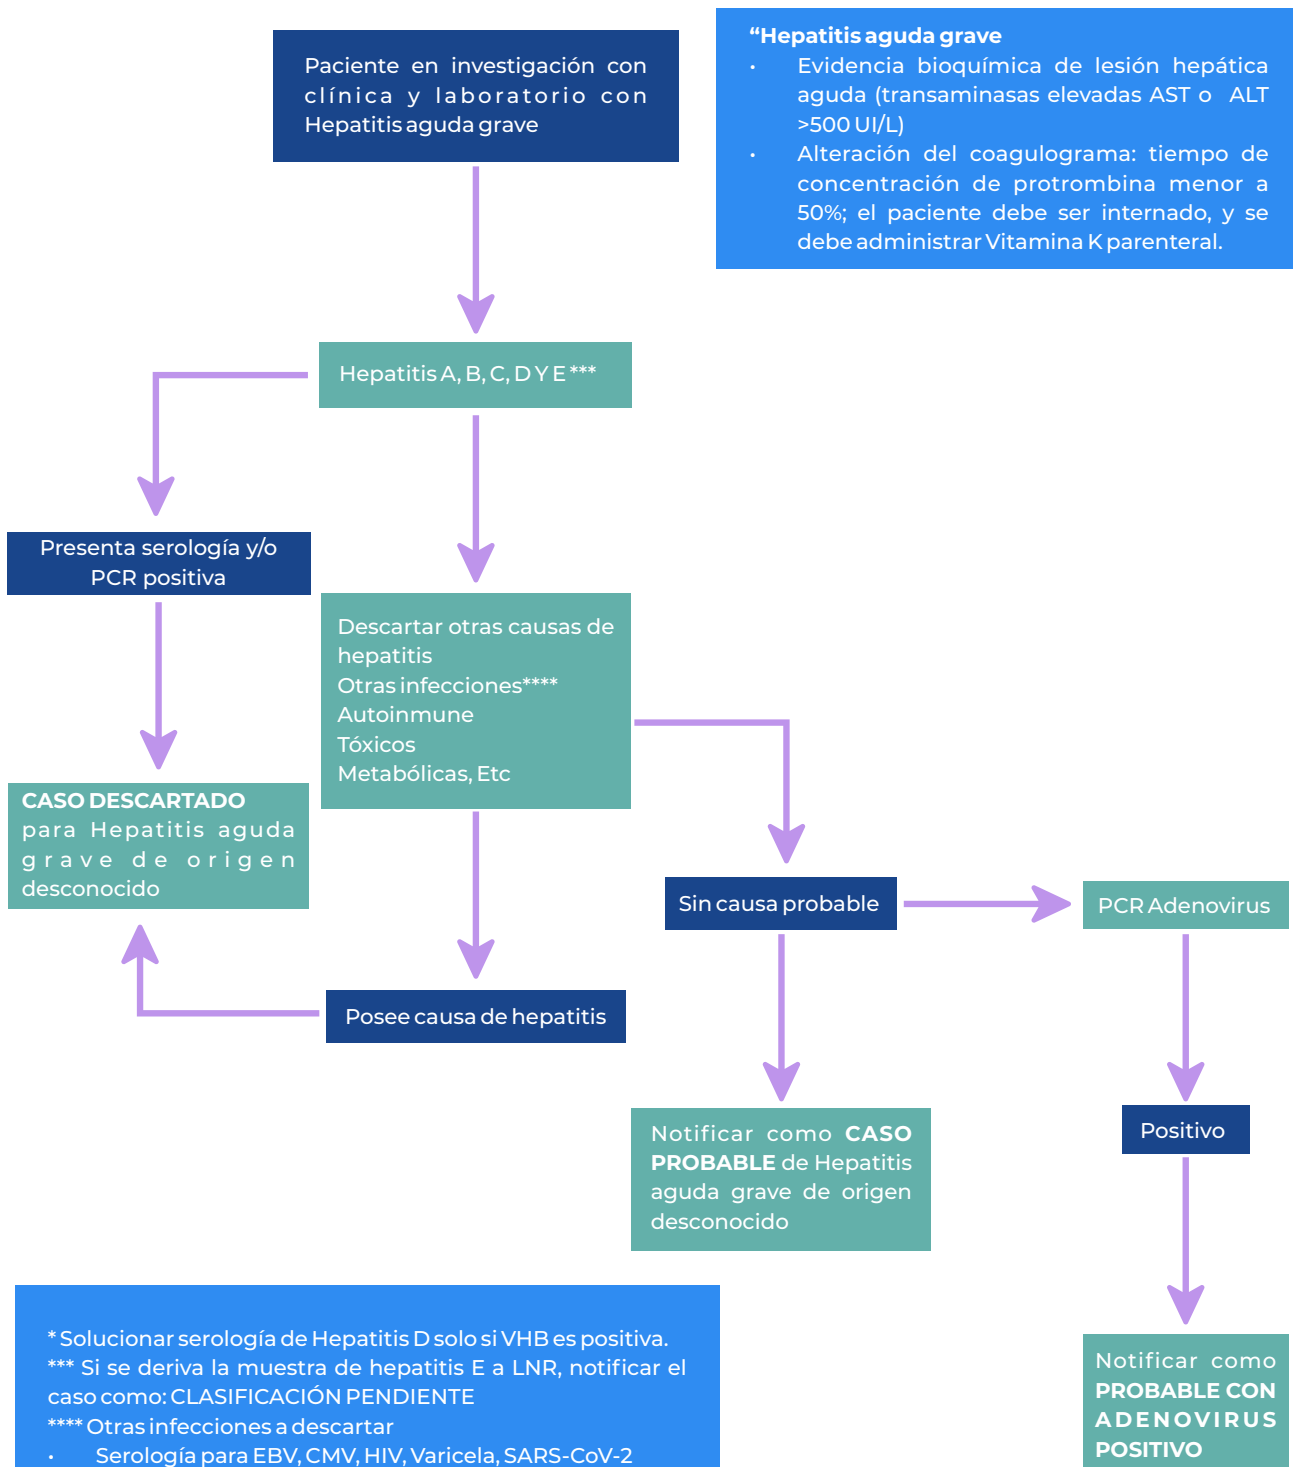 Paciente en investigación con
clínica y laboratorio con
Hepatitis aguda grave
“Hepatitis aguda grave
• Evidencia bioquímica de lesión hepática
aguda (transaminasas elevadas AST o ALT
>500 UI/L)
• Alteración del coagulograma: tiempo de
concentración de protrombina menor a
50%; el paciente debe ser internado, y se
debe administrar Vitamina K parenteral.
Hepatitis A, B, C, D Y E ***
Presenta serología y/o
PCR positiva
Descartar otras causas de
hepatitis
Otras infecciones****
Autoinmune
Tóxicos
Metabólicas, Etc
CASO DESCARTADO
para Hepatitis aguda
grave de origen
desconocido
Sin causa probable
PCR Adenovirus
Posee causa de hepatitis
Notificar como CASO
PROBABLE de Hepatitis
aguda grave de origen
desconocido
Positivo
Notificar como
PROBABLE CON
ADENOVIRUS
POSITIVO
* Solucionar serología de Hepatitis D solo si VHB es positiva.
*** Si se deriva la muestra de hepatitis E a LNR, notificar el
caso como: CLASIFICACIÓN PENDIENTE
**** Otras infecciones a descartar
• Serología para EBV, CMV, HIV, Varicela, SARS-CoV-2